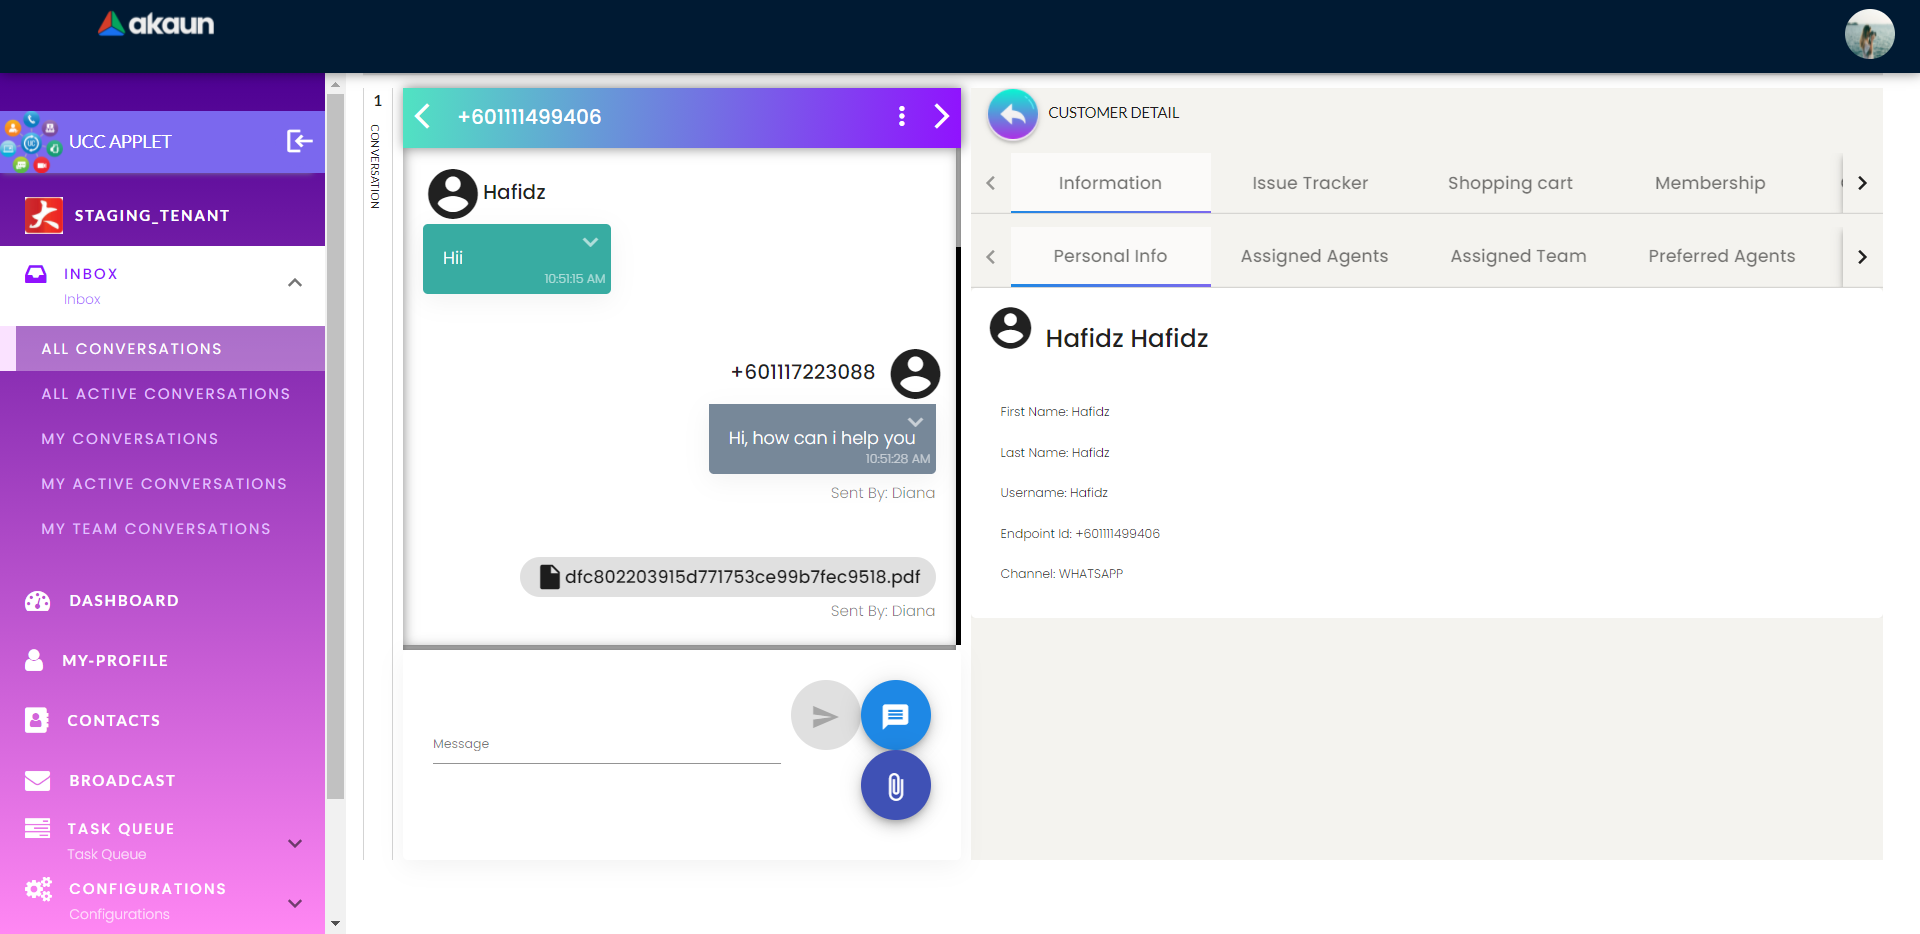 akaun
UCC APPLET
STAGING_TENANT
INBOX
Inbox
ALL CONVERSATIONS
ALL ACTIVE CONVERSATIONS
MY CONVERSATIONS
MY ACTIVE CONVERSATIONS
MY TEAM CONVERSATIONS
DASHBOARD
MY-PROFILE
CONTACTS
BROADCAST
TASK QUEUE
Task Queue
CONFIGURATIONS
Configurations
1
CONVERSATION
+601111499406
Hafidz
Hii
10:51:15 AM
+601117223088
Hi, how can i help you
10:51:28 AM
Sent By: Diana
dfc802203915d771753ce99b7fec9518.pdf
Sent By: Diana
Message
CUSTOMER DETAIL
Information Issue Tracker Shopping cart Membership
Personal Info Assigned Agents Assigned Team Preferred Agents
Hafidz Hafidz
First Name: Hafidz
Last Name: Hafidz
Username: Hafidz
Endpoint Id: +601111499406
Channel: WHATSAPP